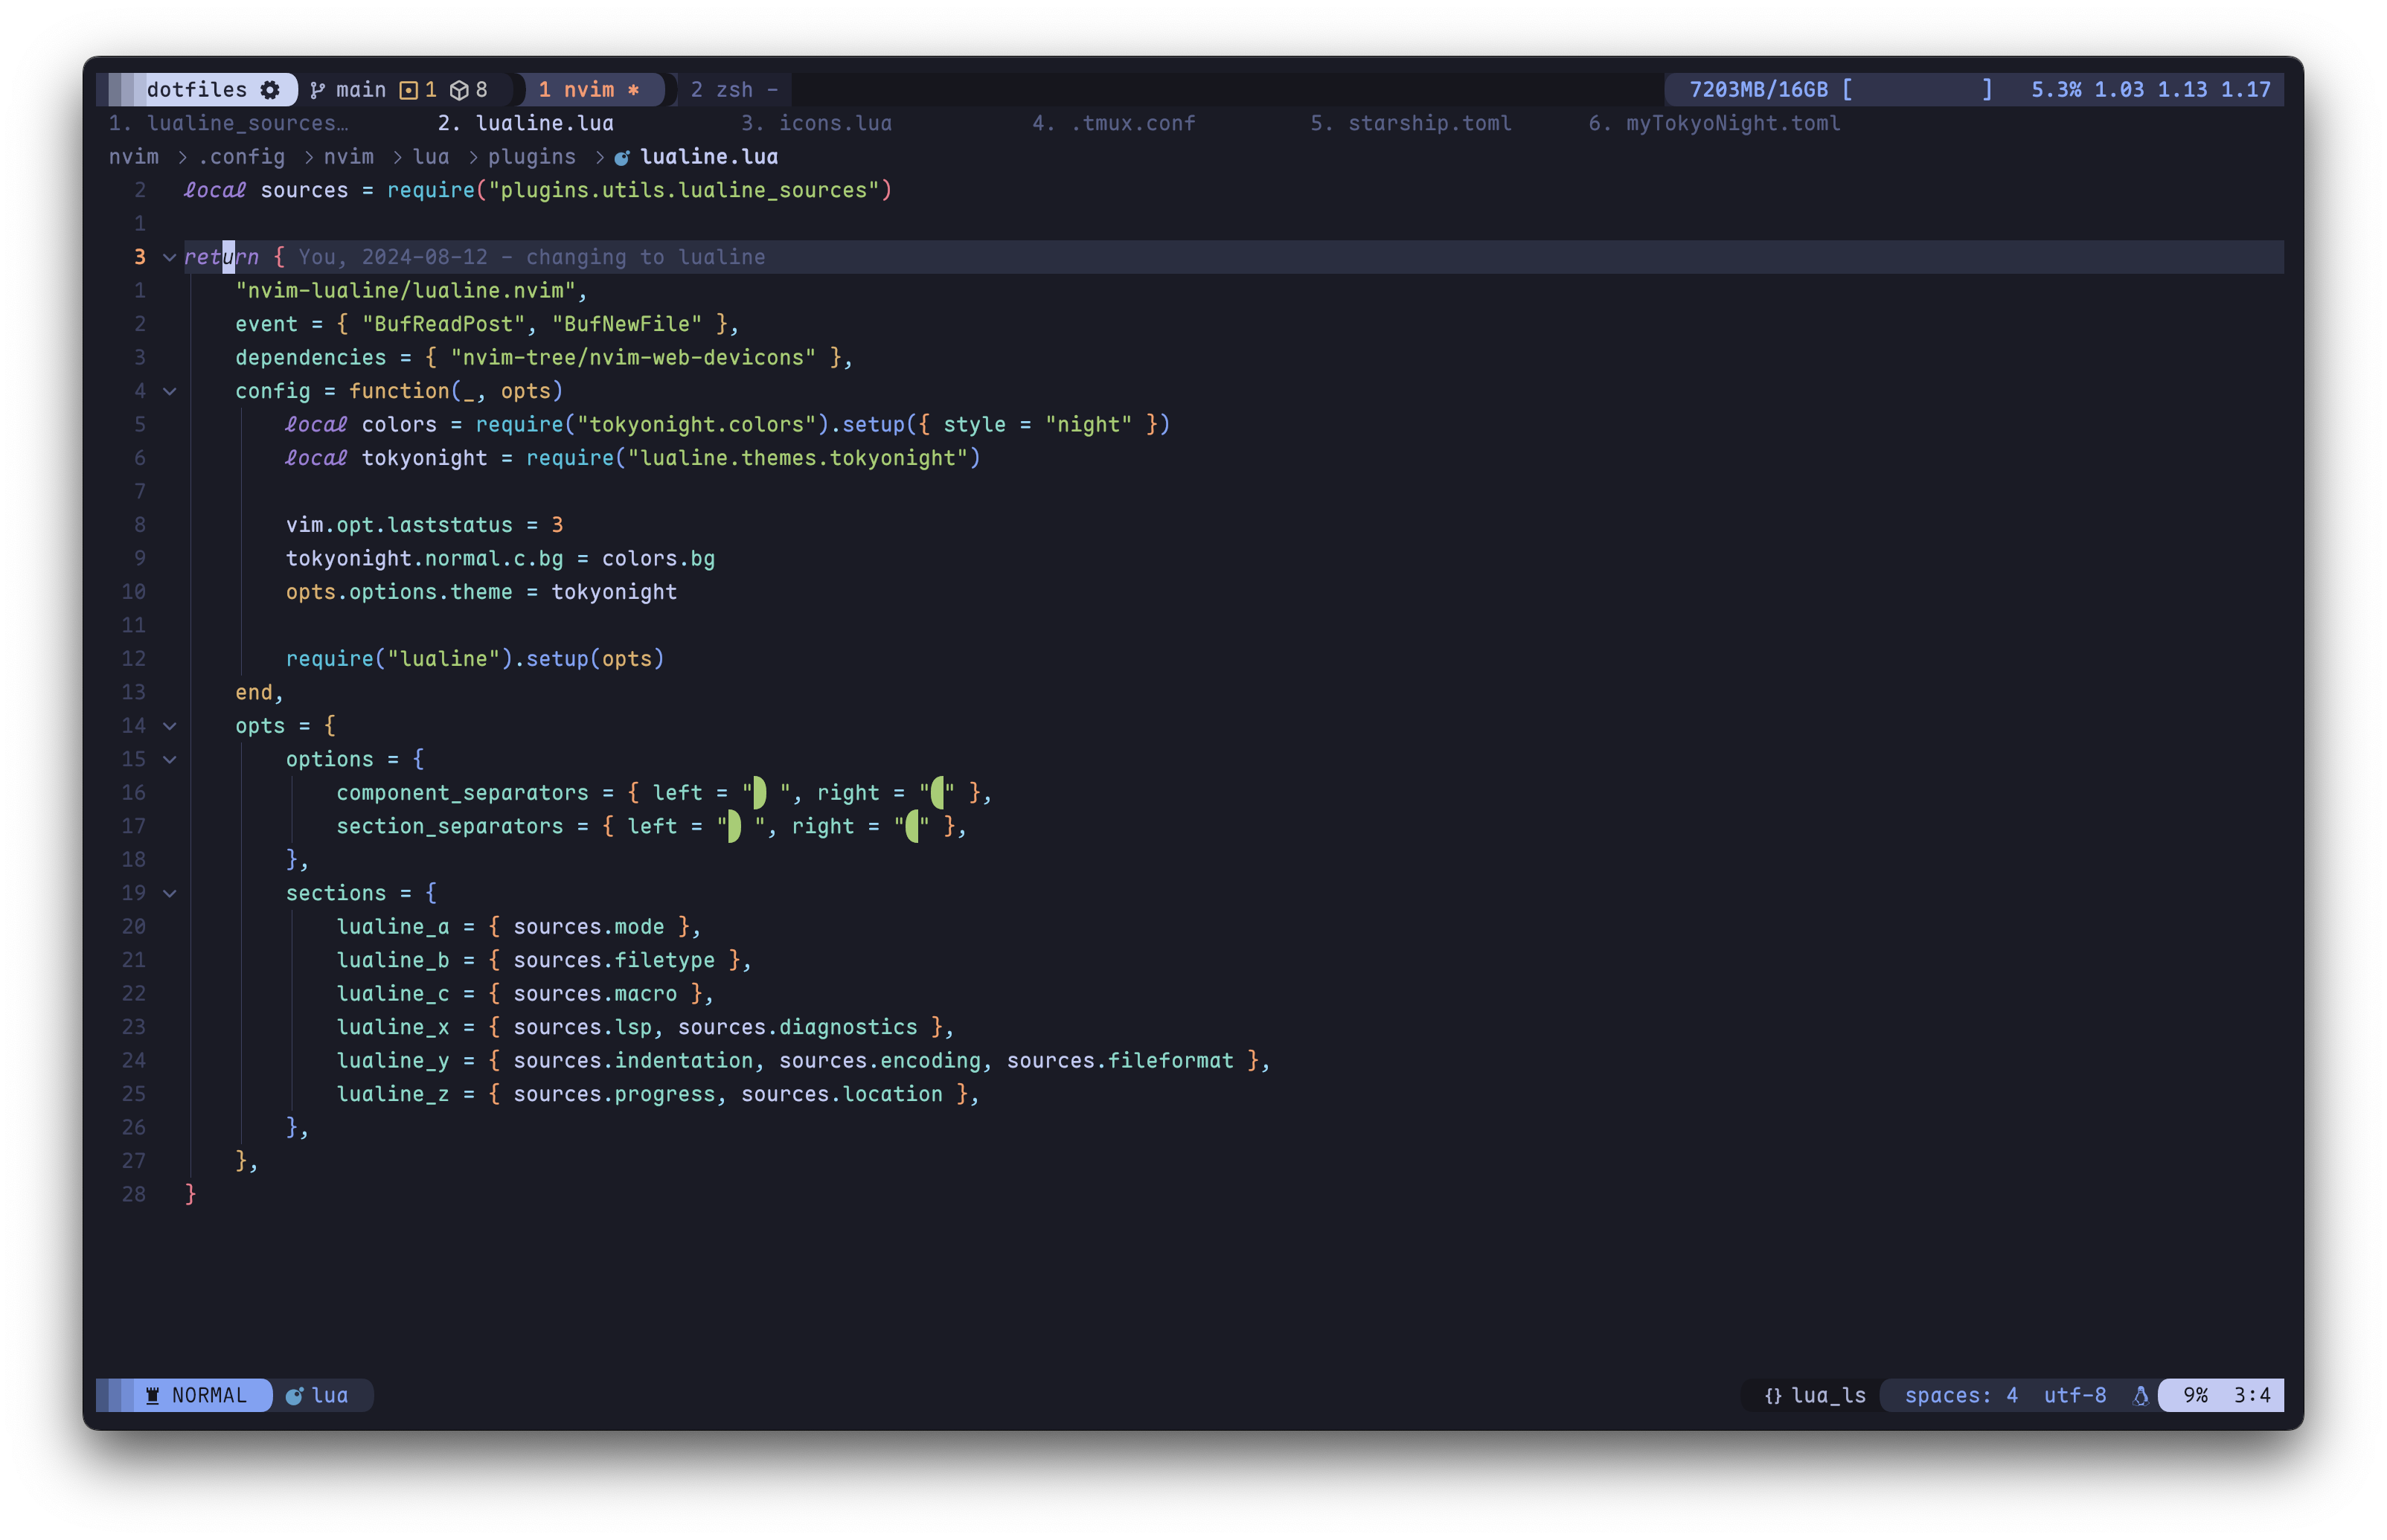 dotfiles main 1 8 1 nvim * 2 zsh - 7203MB/16GB [ ] 5.3% 1.03 1.13 1.17
1. lualine_sources… 2. lualine.lua 3. icons.lua 4. .tmux.conf 5. starship.toml 6. myTokyoNight.toml
nvim > .config > nvim > lua > plugins > lualine.lua
2 local sources = require("plugins.utils.lualine_sources")
1
3 return { You, 2024-08-12 - changing to lualine
1 "nvim-lualine/lualine.nvim",
2 event = { "BufReadPost", "BufNewFile" },
3 dependencies = { "nvim-tree/nvim-web-devicons" },
4 config = function(_, opts)
5 local colors = require("tokyonight.colors").setup({ style = "night" })
6 local tokyonight = require("lualine.themes.tokyonight")
7
8 vim.opt.laststatus = 3
9 tokyonight.normal.c.bg = colors.bg
10 opts.options.theme = tokyonight
11
12 require("lualine").setup(opts)
13 end,
14 opts = {
15 options = {
16 component_separators = { left = " ", right = "" },
17 section_separators = { left = " ", right = "" },
18 },
19 sections = {
20 lualine_a = { sources.mode },
21 lualine_b = { sources.filetype },
22 lualine_c = { sources.macro },
23 lualine_x = { sources.lsp, sources.diagnostics },
24 lualine_y = { sources.indentation, sources.encoding, sources.fileformat },
25 lualine_z = { sources.progress, sources.location },
26 },
27 },
28 }
NORMAL lua {} lua_ls spaces: 4 utf-8 9% 3:4